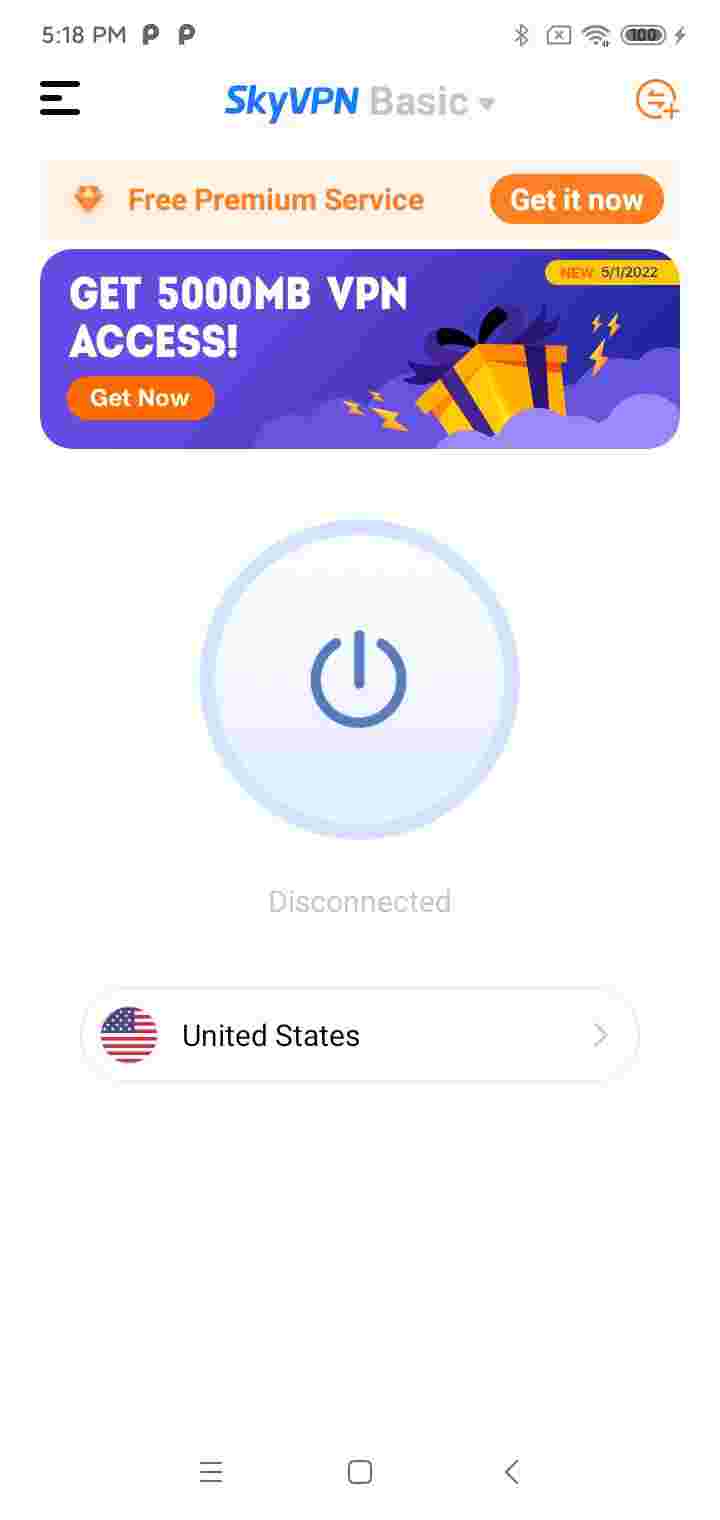 5:18 PM
100
SkyVPN Basic
Free Premium Service
Get it now
NEW 5/1/2022
GET 5000MB VPN
ACCESS!
Get Now
Disconnected
United States